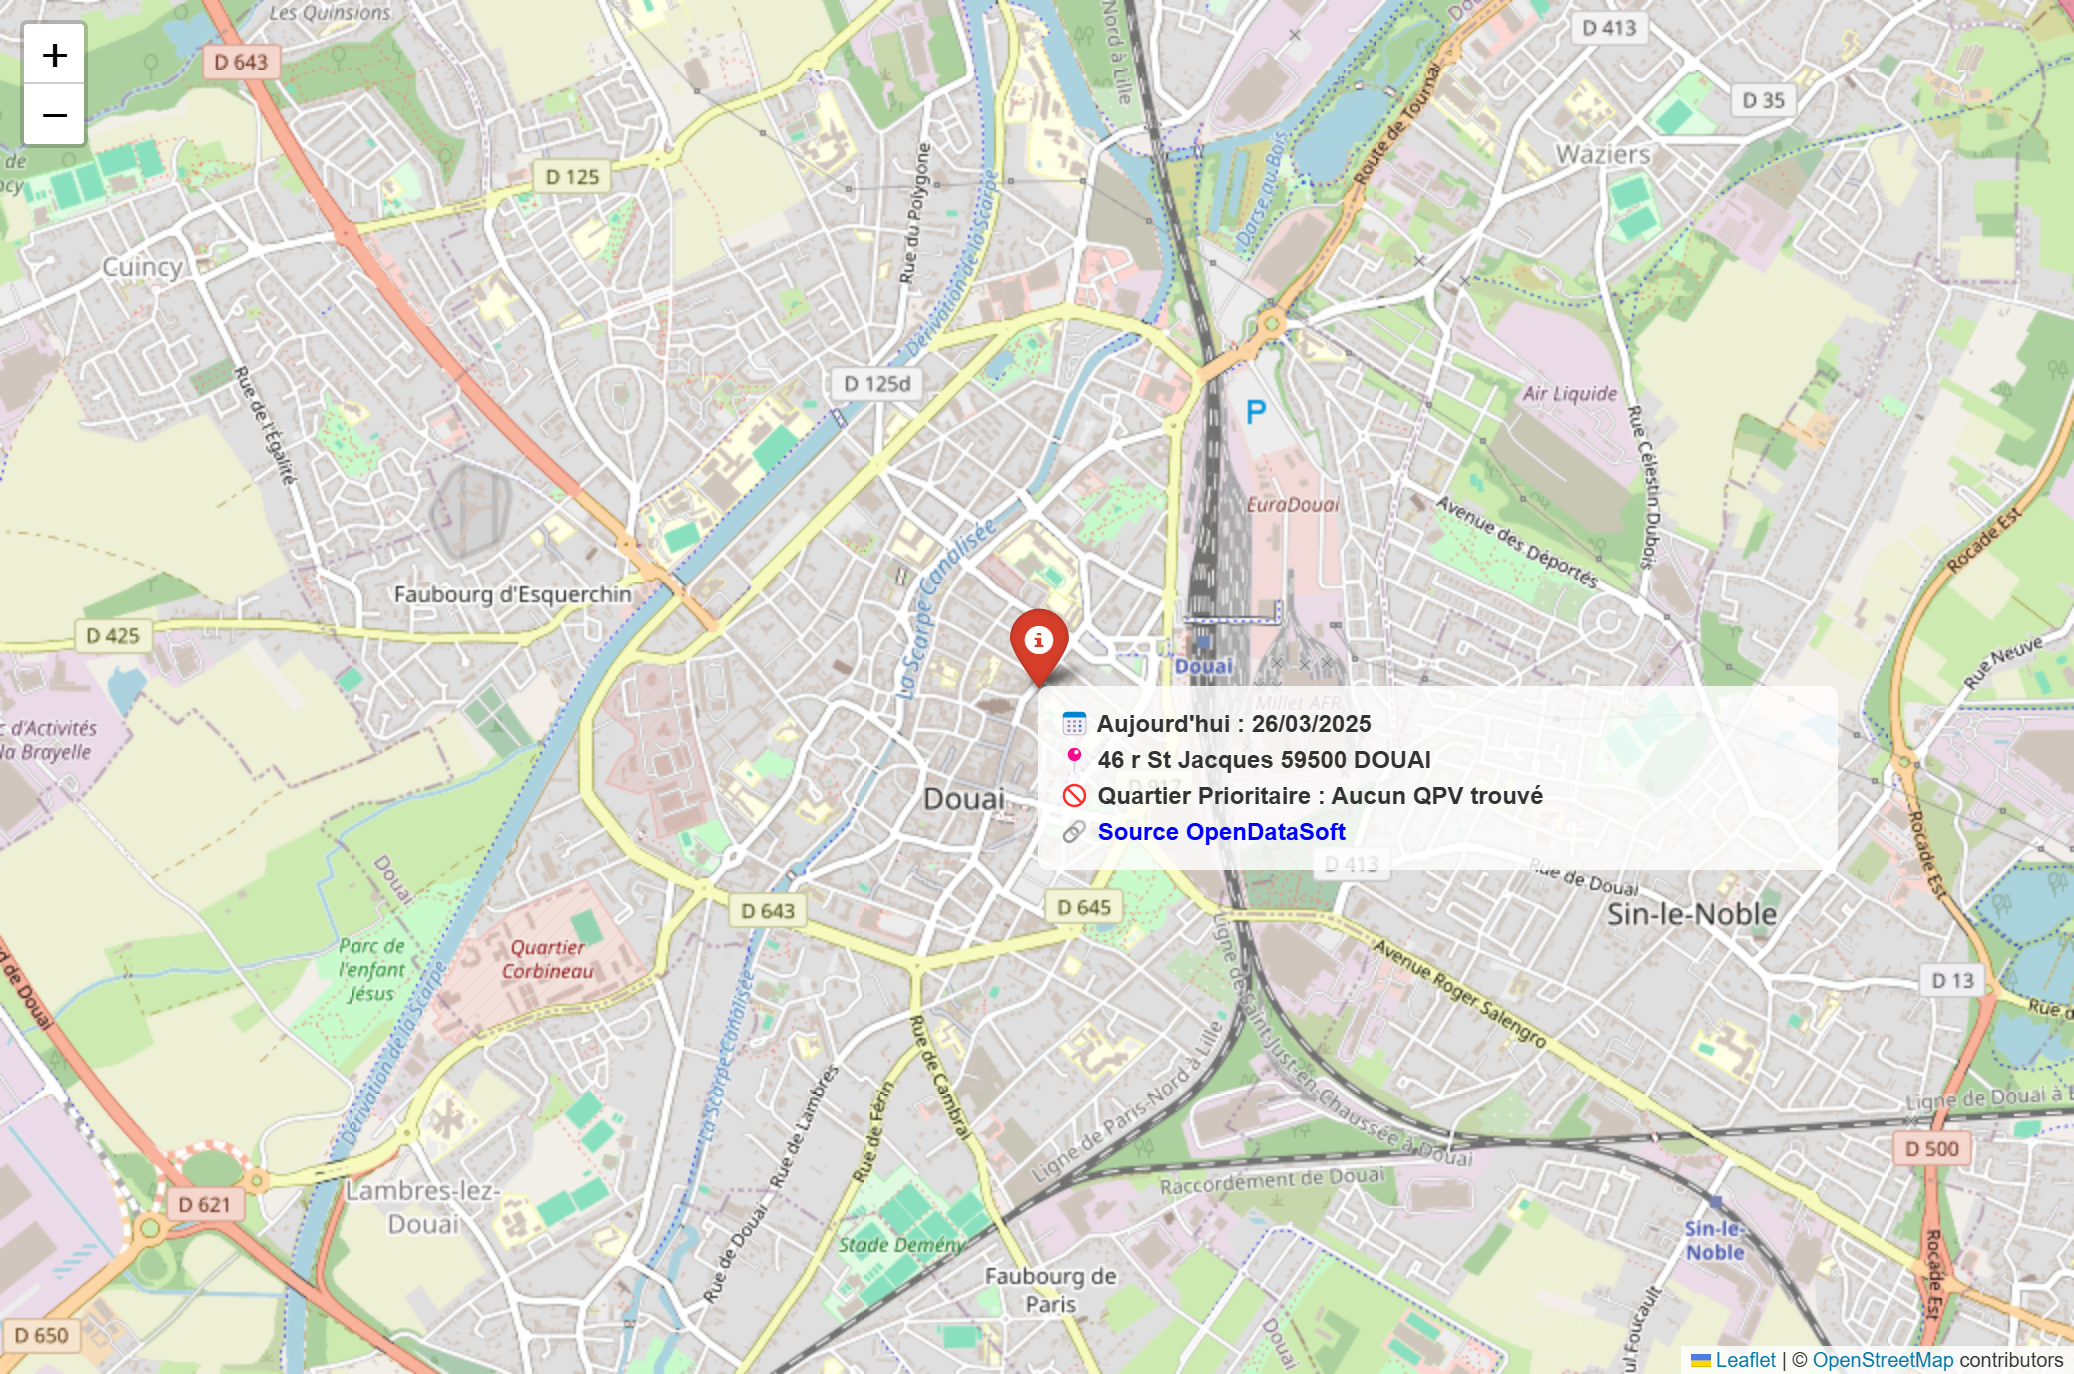 Les Quinsions
+
−
D 643
D 413
D 35
Nord à Lille
Route de Tournai
Waziers
de
D 125
Rue du Polygone
Dérivation de la Scarpe
Darse au Bois
Cuincy
Rue de l'Égalité
D 125d
P
Air Liquide
Rue Célestin Dubois
EuraDouai
Avenue des Déportés
Rocade Est
La Scarpe Canalisée
Faubourg d'Esquerchin
D 425
Rue Neuve
Douai
Millet AFR
c d'Activités
la Brayelle
Aujourd'hui : 26/03/2025
46 r St Jacques 59500 DOUAI
D 917
Quartier Prioritaire : Aucun QPV trouvé
Source OpenDataSoft
Douai
D 413
Rue de Douai
Rocade Est
Douai
D 643
D 645
Sin-le-Noble
Parc de
l'enfant
Jésus
Quartier
Corbineau
Avenue Roger Salengro
D 13
Rue d
rd de Douai
Dérivation de la Scarpe
La Scarpe Canalisée
Ligne de Saint-Just-en-Chaussée à Douai
Ligne de Paris-Nord à Lille
Rue de Cambrai
Rue de Lambres
Rue de Férin
Ligne de Douai à B
D 500
Raccordement de Douai
Lambres-lez-
Douai
D 621
Rue de Douai
Stade Demény
Sin-le-
Noble
Rocade Est
Faubourg de
Paris
D 650
Douai
ul Foucault
Leaflet | © OpenStreetMap contributors